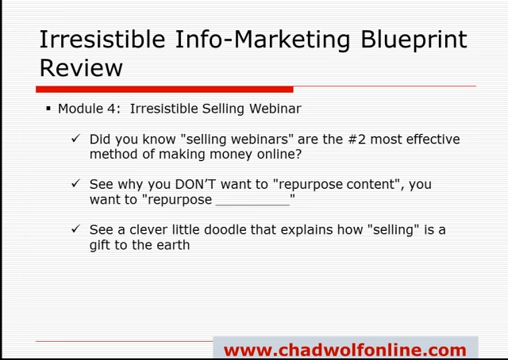 Irresistible Info-Marketing Blueprint
Review
▪ Module 4: Irresistible Selling Webinar
✓ Did you know "selling webinars" are the #2 most effective
method of making money online?
✓ See why you DON'T want to "repurpose content", you
want to "repurpose __________"
✓ See a clever little doodle that explains how "selling" is a
gift to the earth
www.chadwolfonline.com